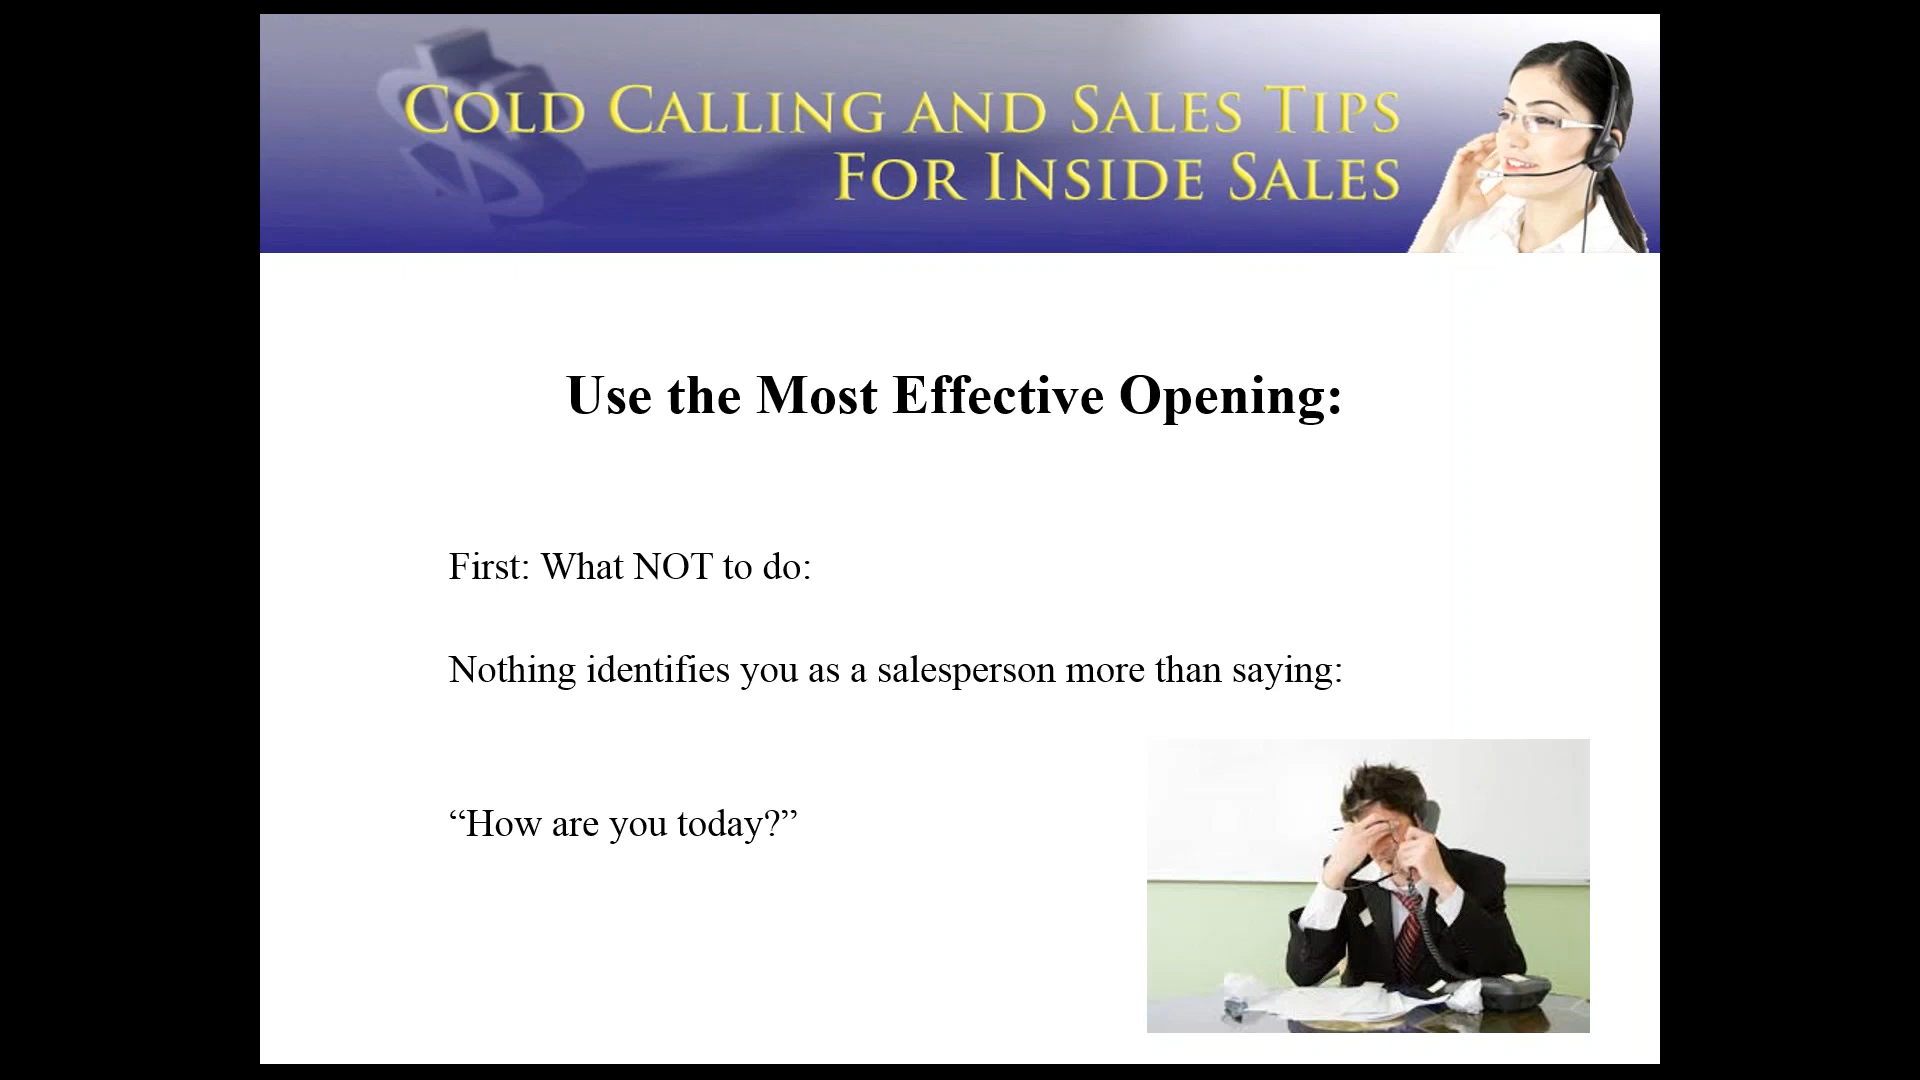 COLD CALLING AND SALES TIPS
FOR INSIDE SALES
Use the Most Effective Opening:
First: What NOT to do:
Nothing identifies you as a salesperson more than saying:
“How are you today?”